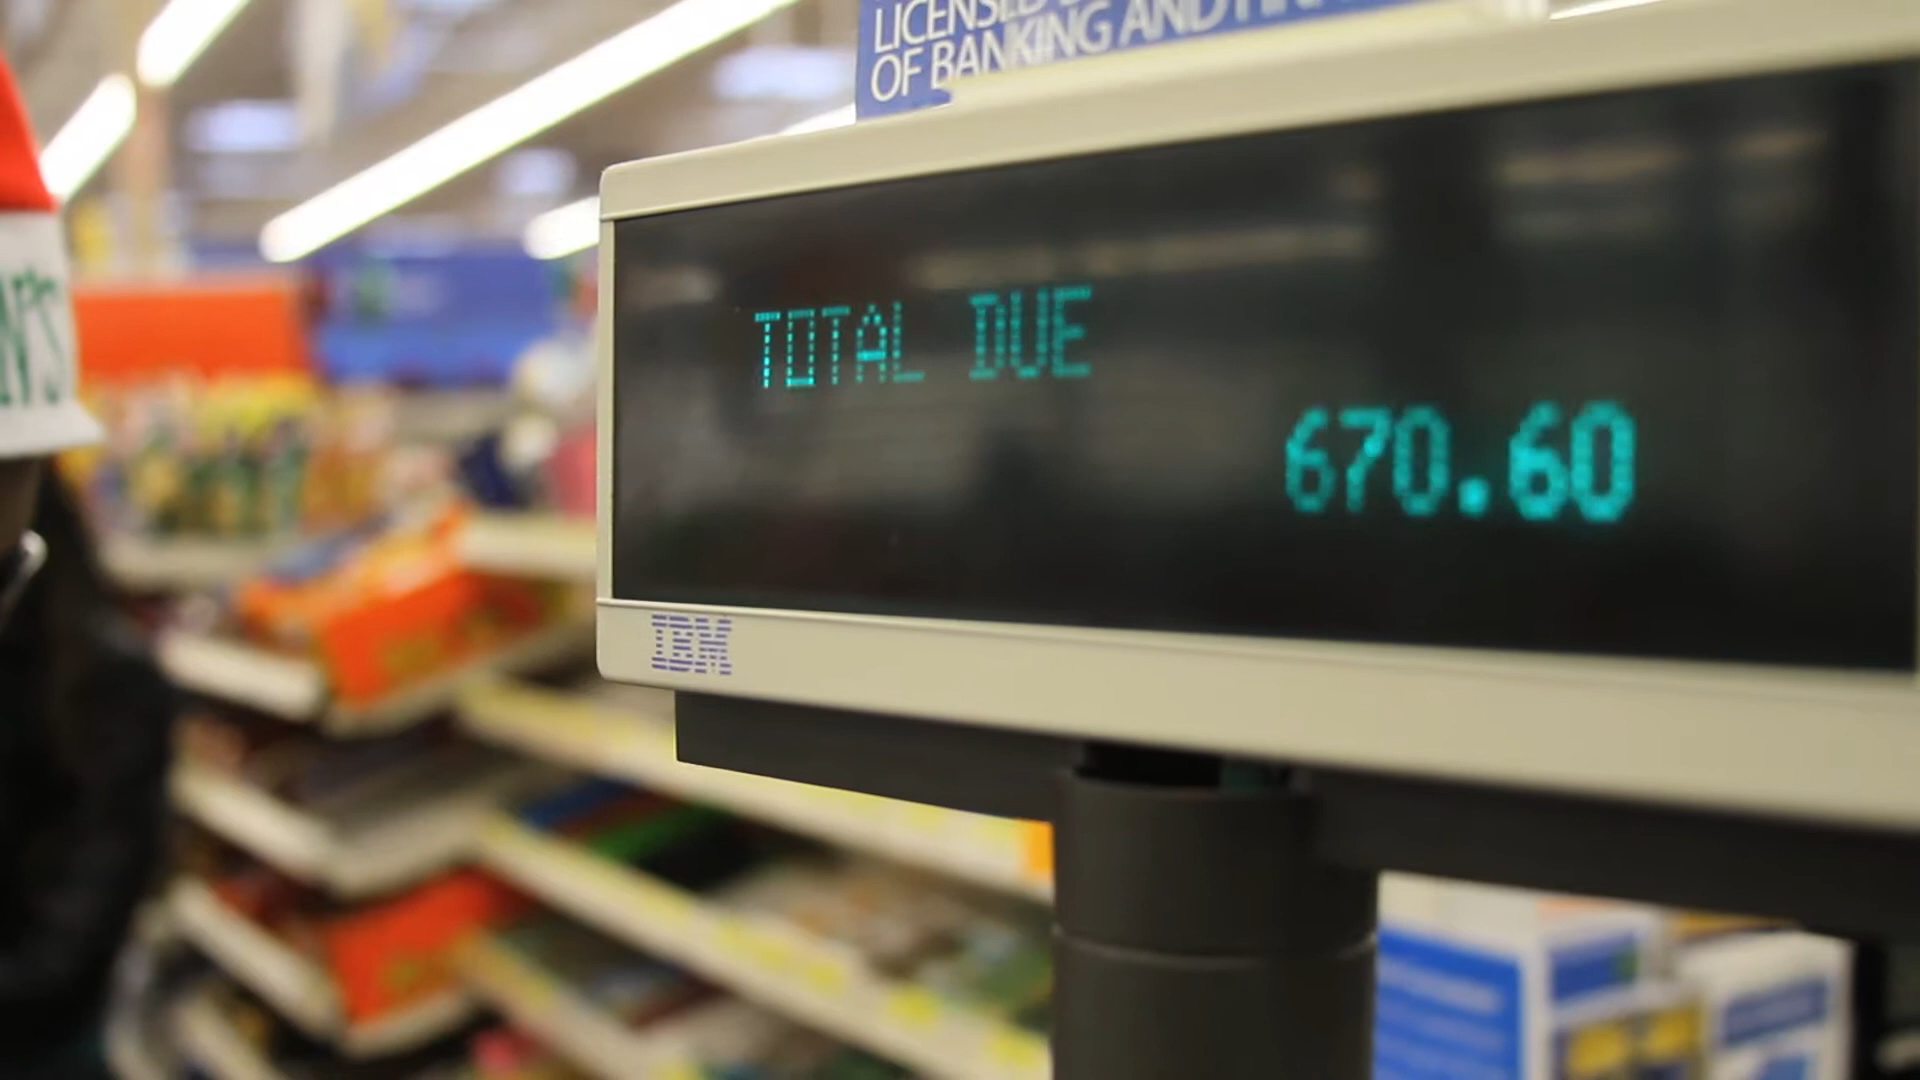 LICENSED
OF BANKING AND
TOTAL DUE
670.60
IBM